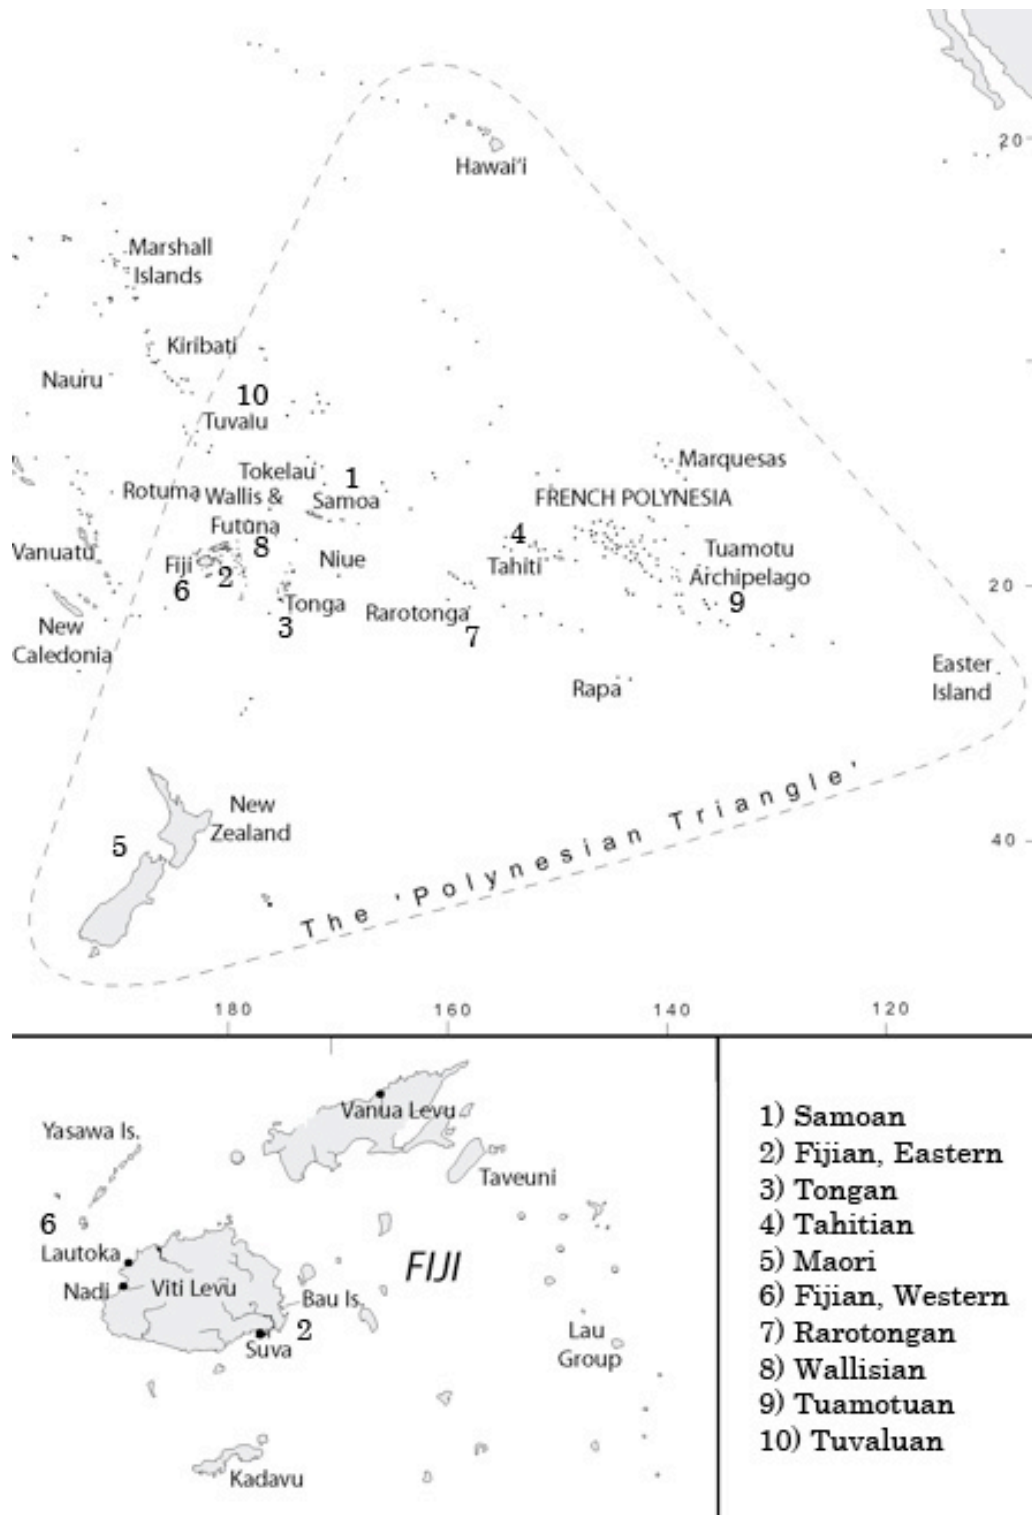 20
Hawai'i
Marshall
Islands
Kiribati
Nauru
10
Tuvalu
Tokelau
1
Samoa
Rotuma
Wallis &
Futuna
8
Marquesas
FRENCH POLYNESIA
4
Tahiti
Tuamotu
Archipelago
9
Vanuatu
Fiji
6
2
Niue
Tonga
3
Rarotonga
7
20
New
Caledonia
Rapa
Easter
Island
New
Zealand
5
The 'Polynesian Triangle'
40
180
160
140
120
Vanua Levu
Yasawa Is.
Taveuni
6
Lautoka
Nadi
Viti Levu
FIJI
Bau Is.
2
Suva
Lau
Group
Kadavu
1) Samoan
2) Fijian, Eastern
3) Tongan
4) Tahitian
5) Maori
6) Fijian, Western
7) Rarotongan
8) Wallisian
9) Tuamotuan
10) Tuvaluan